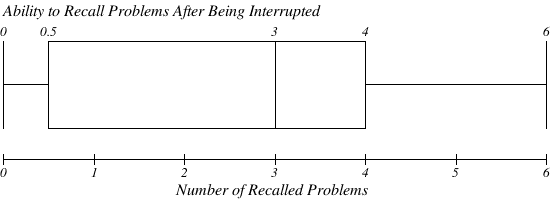 Ability to Recall Problems After Being Interrupted
0 0.5 3 4 6
0 1 2 3 4 5 6
Number of Recalled Problems